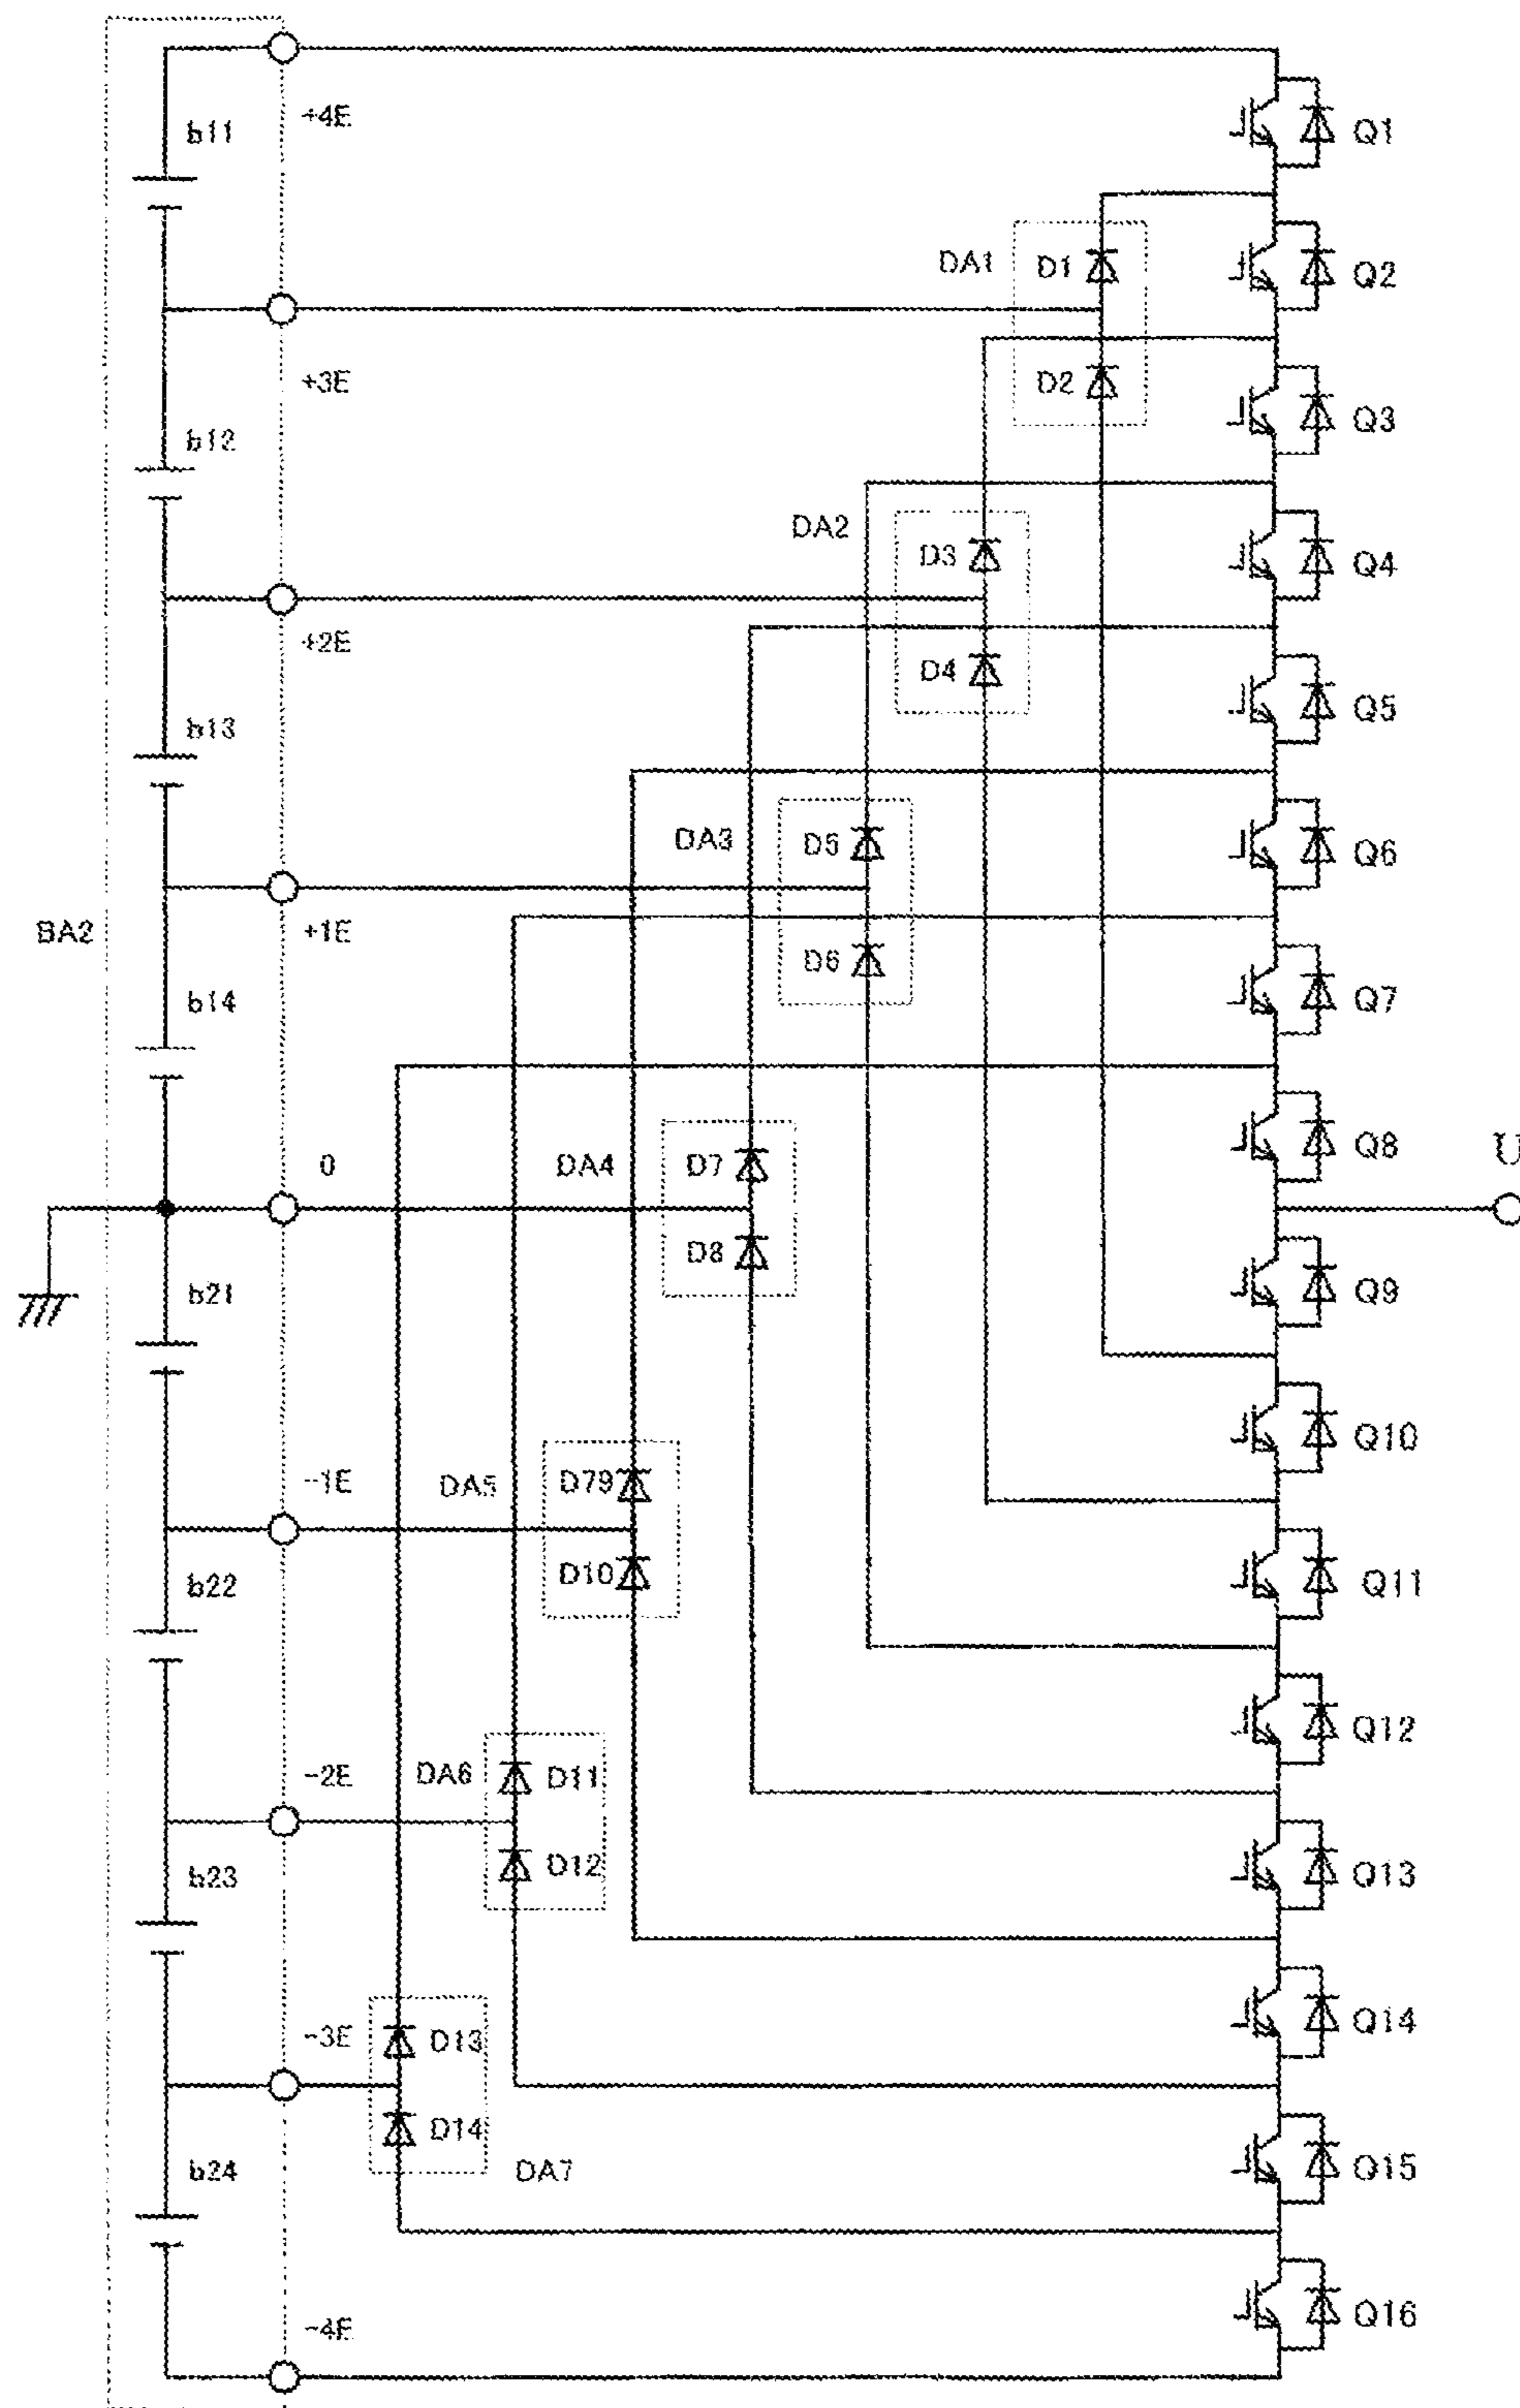 b11
+4E
Q1
DA1
D1
Q2
+3E
D2
Q3
b12
DA2
D3
Q4
+2E
D4
Q5
b13
DA3
D5
Q6
BA2
+1E
D6
Q7
b14
0
DA4
D7
Q8
U
D8
b21
Q9
-1E
DA5
D79
Q10
b22
D10
Q11
Q12
-2E
DA6
D11
D12
b23
Q13
-3E
D13
Q14
D14
b24
DA7
Q15
-4E
Q16